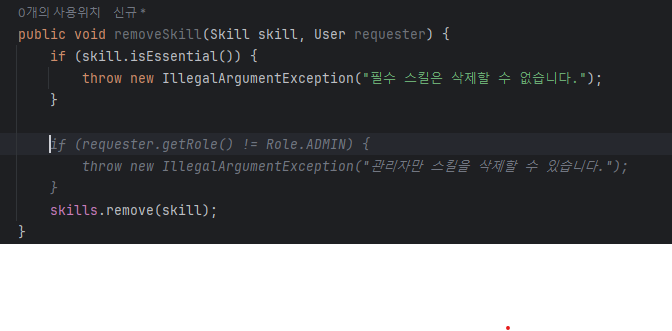 0개의 사용위치 신규 *
public void removeSkill(Skill skill, User requester) {
if (skill.isEssential()) {
throw new IllegalArgumentException("필수 스킬은 삭제할 수 없습니다.");
}
if (requester.getRole() != Role.ADMIN) {
throw new IllegalArgumentException("관리자만 스킬을 삭제할 수 있습니다.");
}
skills.remove(skill);
}